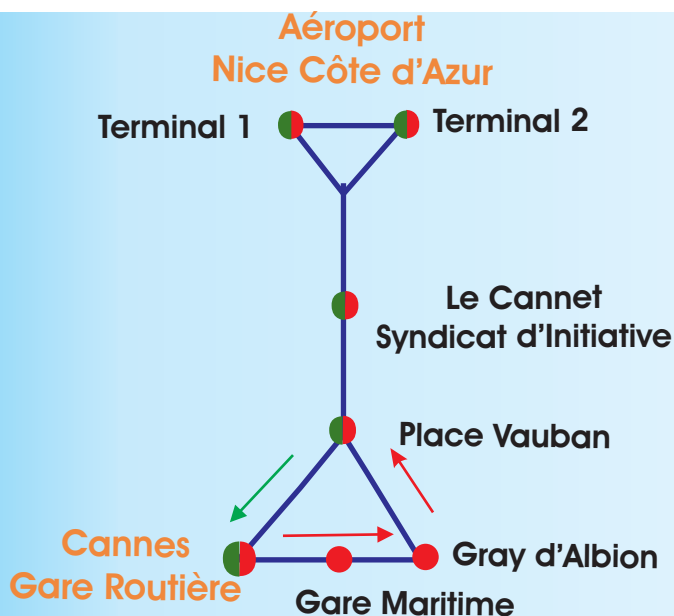 Aéroport
Nice Côte d'Azur
Terminal 1
Terminal 2
Le Cannet
Syndicat d'Initiative
Place Vauban
Cannes
Gare Routière
Gray d'Albion
Gare Maritime